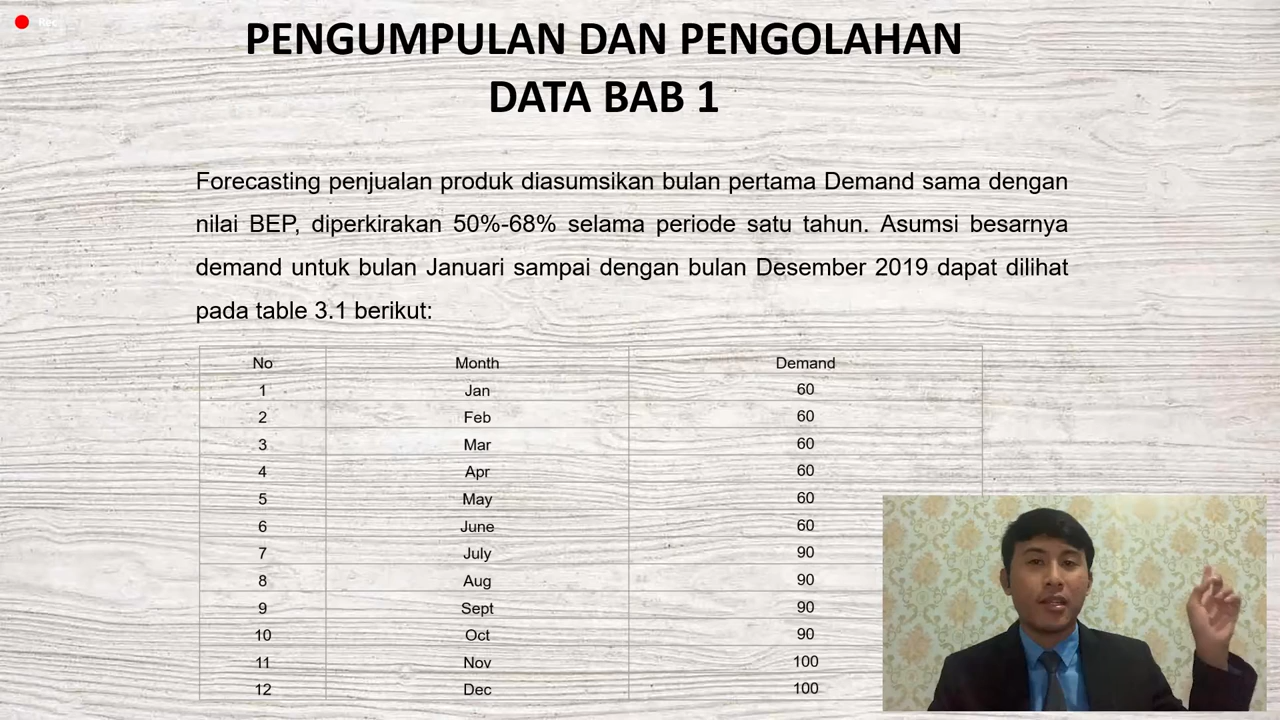 Rec
PENGUMPULAN DAN PENGOLAHAN
DATA BAB 1
Forecasting penjualan produk diasumsikan bulan pertama Demand sama dengan
nilai BEP, diperkirakan 50%-68% selama periode satu tahun. Asumsi besarnya
demand untuk bulan Januari sampai dengan bulan Desember 2019 dapat dilihat
pada table 3.1 berikut:
No Month Demand
1 Jan 60
2 Feb 60
3 Mar 60
4 Apr 60
5 May 60
6 June 60
7 July 90
8 Aug 90
9 Sept 90
10 Oct 90
11 Nov 100
12 Dec 100